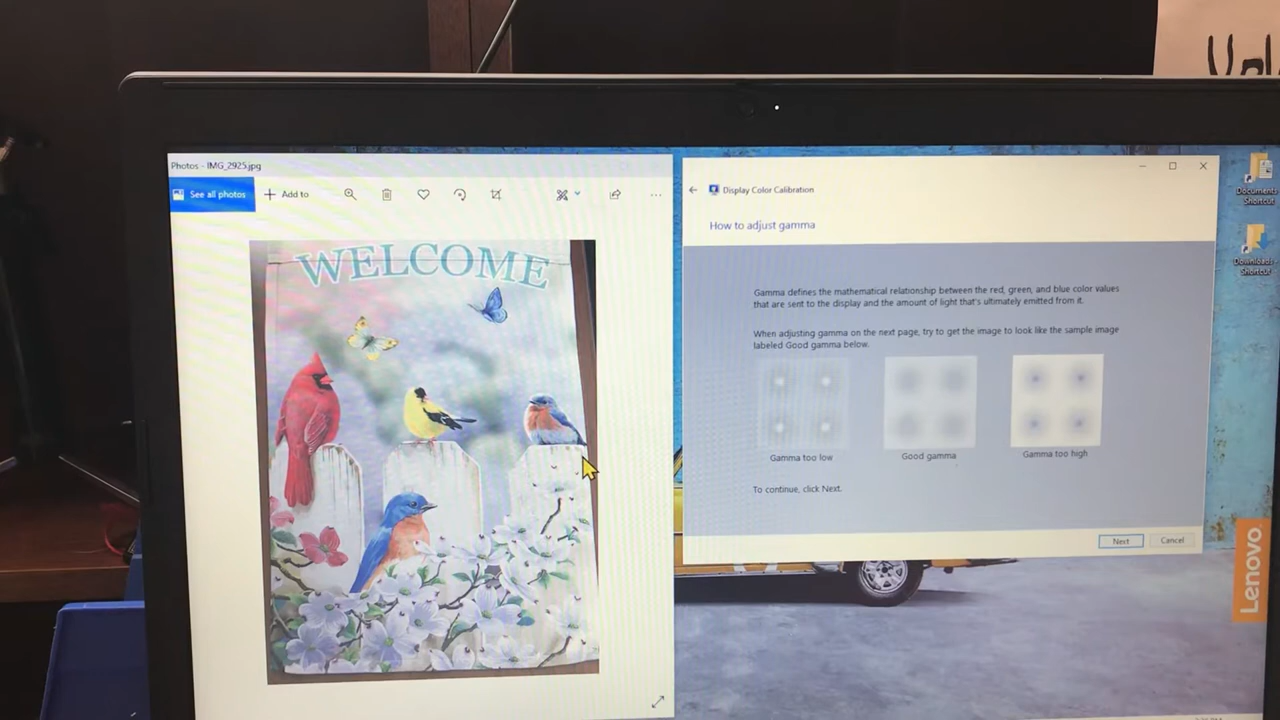 Photos - IMG_2925.jpg
See all photos
Add to
WELCOME
Display Color Calibration
How to adjust gamma
Gamma defines the mathematical relationship between the red, green, and blue color values
that are sent to the display and the amount of light that's ultimately emitted from it.
When adjusting gamma on the next page, try to get the image to look like the sample image
labeled Good gamma below.
Gamma too low
Good gamma
Gamma too high
To continue, click Next.
Next
Cancel
Shortcut
Shortcut
Lenovo